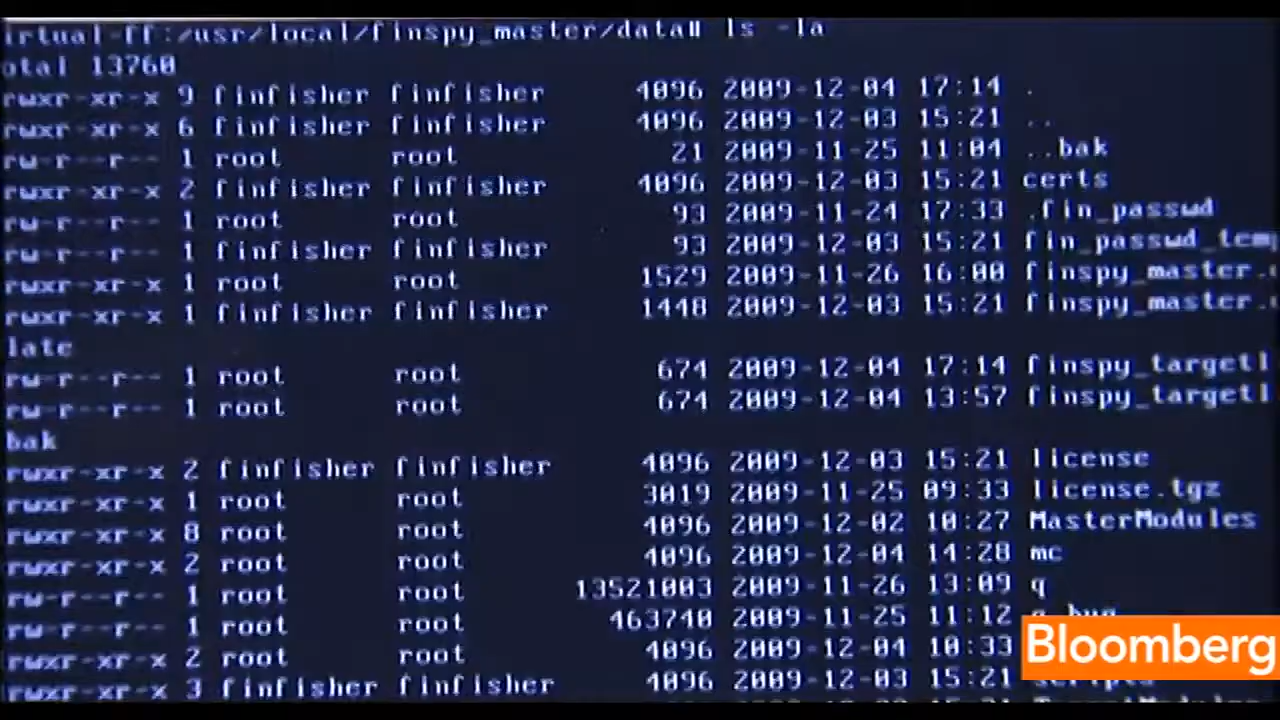 irtual-ff:/usr/local/finspy_master/data# ls -la
otal 13760
rwxr-xr-x 9 finfisher finfisher 4096 2009-12-04 17:14 .
rwxr-xr-x 6 finfisher finfisher 4096 2009-12-03 15:21 ..
rw-r--r-- 1 root root 21 2009-11-25 11:04 ..bak
rwxr-xr-x 2 finfisher finfisher 4096 2009-12-03 15:21 certs
rw-r--r-- 1 root root 93 2009-11-24 17:33 .fin_passwd
rw-r--r-- 1 finfisher finfisher 93 2009-12-03 15:21 fin_passwd_temp
rwxr-xr-x 1 root root 1529 2009-11-26 16:00 finspy_master.
rwxr-xr-x 1 finfisher finfisher 1448 2009-12-03 15:21 finspy_master.
late
rw-r--r-- 1 root root 674 2009-12-04 17:14 finspy_targetl
rw-r--r-- 1 root root 674 2009-12-04 13:57 finspy_targetl
bak
rwxr-xr-x 2 finfisher finfisher 4096 2009-12-03 15:21 license
rwxr-xr-x 1 root root 3019 2009-11-25 09:33 license.tgz
rwxr-xr-x 8 root root 4096 2009-12-02 10:27 MasterModules
rwxr-xr-x 2 root root 4096 2009-12-04 14:28 mc
rw-r--r-- 1 root root 13521003 2009-11-26 13:09 q
rw-r--r-- 1 root root 463740 2009-11-25 11:12
rwxr-xr-x 2 root root 4096 2009-12-04 10:33
rwxr-xr-x 3 finfisher finfisher 4096 2009-12-03 15:21 scripts
Bloomberg